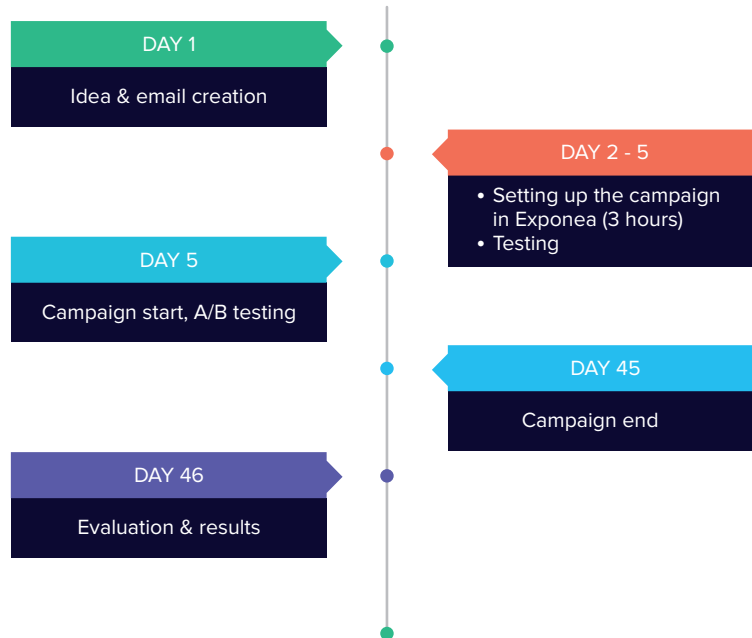 DAY 1
Idea & email creation
DAY 2 - 5
• Setting up the campaign
in Exponea (3 hours)
• Testing
DAY 5
Campaign start, A/B testing
DAY 45
Campaign end
DAY 46
Evaluation & results